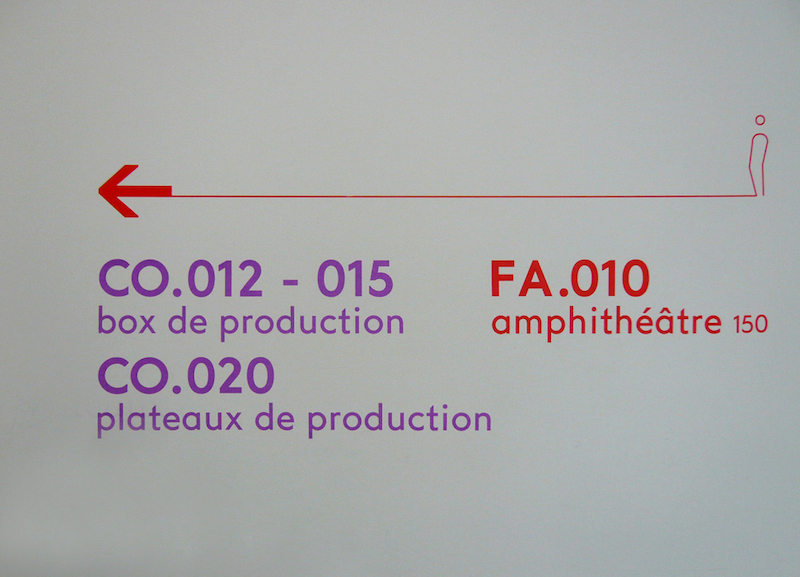 CO.012 - 015
box de production
CO.020
plateaux de production
FA.010
amphithéâtre 150